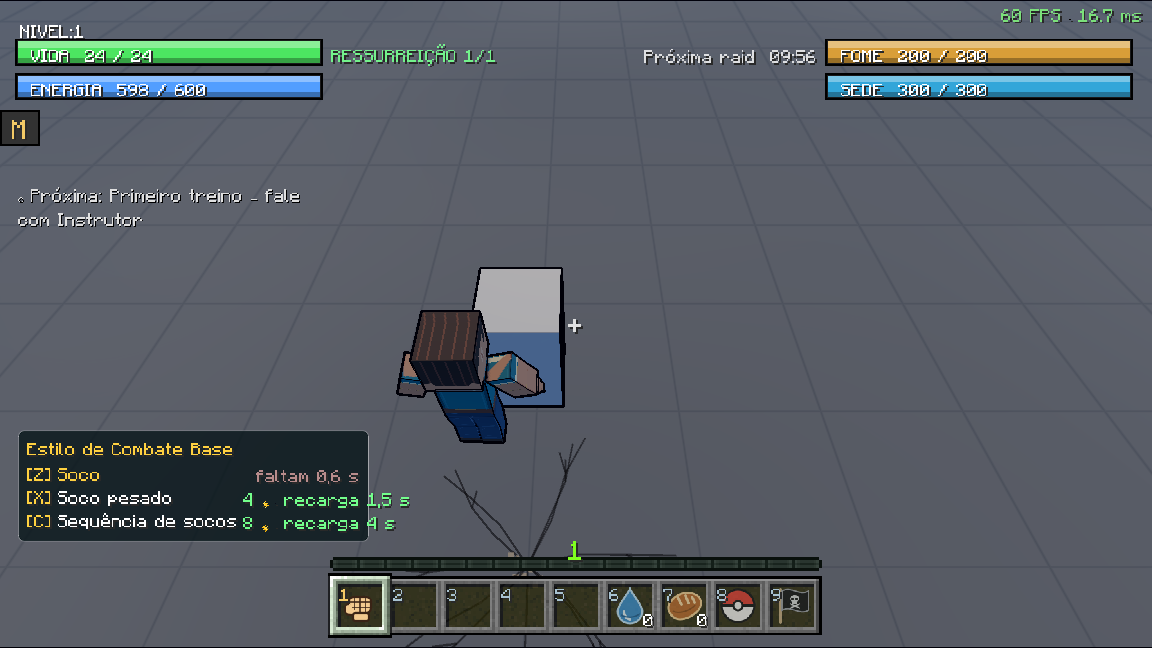 60 FPS . 16.7 ms
NIVEL:1
VIDA 24 / 24
RESSURREIÇÃO 1/1
Próxima raid 09:56
FOME 200 / 200
ENERGIA 598 / 600
SEDE 300 / 300
M
Próxima: Primeiro treino - fale
com Instrutor
Estilo de Combate Base
[Z] Soco faltam 0,6 s
[X] Soco pesado 4 recarga 1,5 s
[C] Sequência de socos 8 recarga 4 s
1
1 2 3 4 5 6 7 8 9
0 0